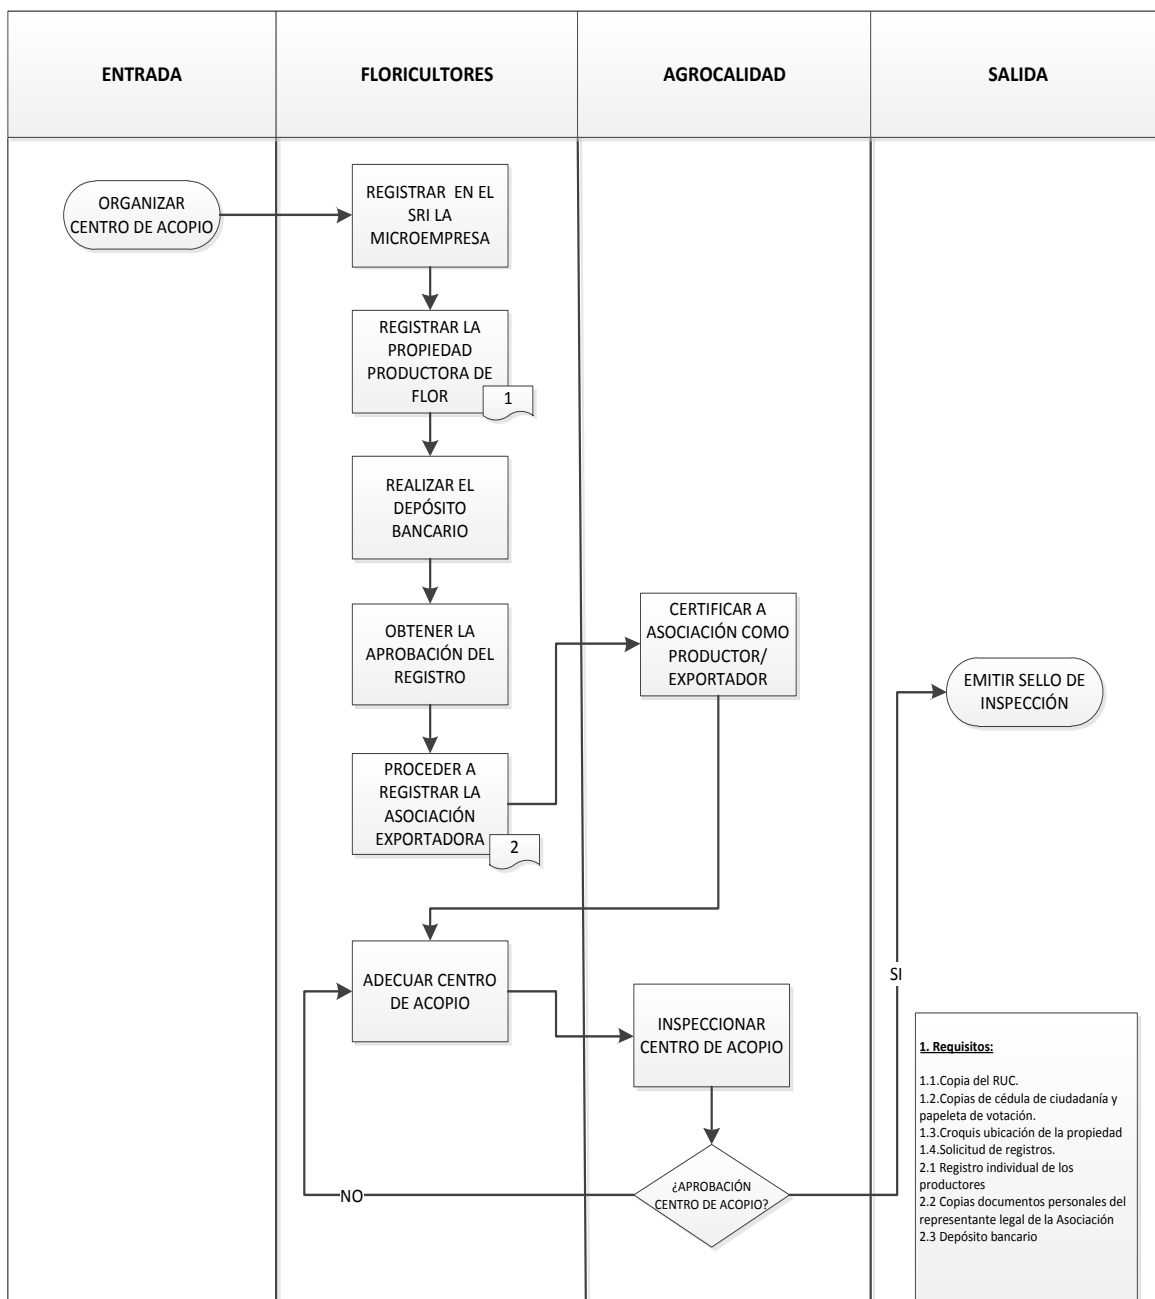 ENTRADA
FLORICULTORES
AGROCALIDAD
SALIDA
ORGANIZAR
CENTRO DE ACOPIO
REGISTRAR EN EL
SRI LA
MICROEMPRESA
REGISTRAR LA
PROPIEDAD
PRODUCTORA DE
FLOR
1
REALIZAR EL
DEPÓSITO
BANCARIO
OBTENER LA
APROBACIÓN DEL
REGISTRO
CERTIFICAR A
ASOCIACIÓN COMO
PRODUCTOR/
EXPORTADOR
EMITIR SELLO DE
INSPECCIÓN
PROCEDER A
REGISTRAR LA
ASOCIACIÓN
EXPORTADORA
2
ADECUAR CENTRO
DE ACOPIO
INSPECCIONAR
CENTRO DE ACOPIO
SI
¿APROBACIÓN
CENTRO DE ACOPIO?
NO
1. Requisitos:
1.1.Copia del RUC.
1.2.Copias de cédula de ciudadanía y
papeleta de votación.
1.3.Croquis ubicación de la propiedad
1.4.Solicitud de registros.
2.1 Registro individual de los
productores
2.2 Copias documentos personales del
representante legal de la Asociación
2.3 Depósito bancario